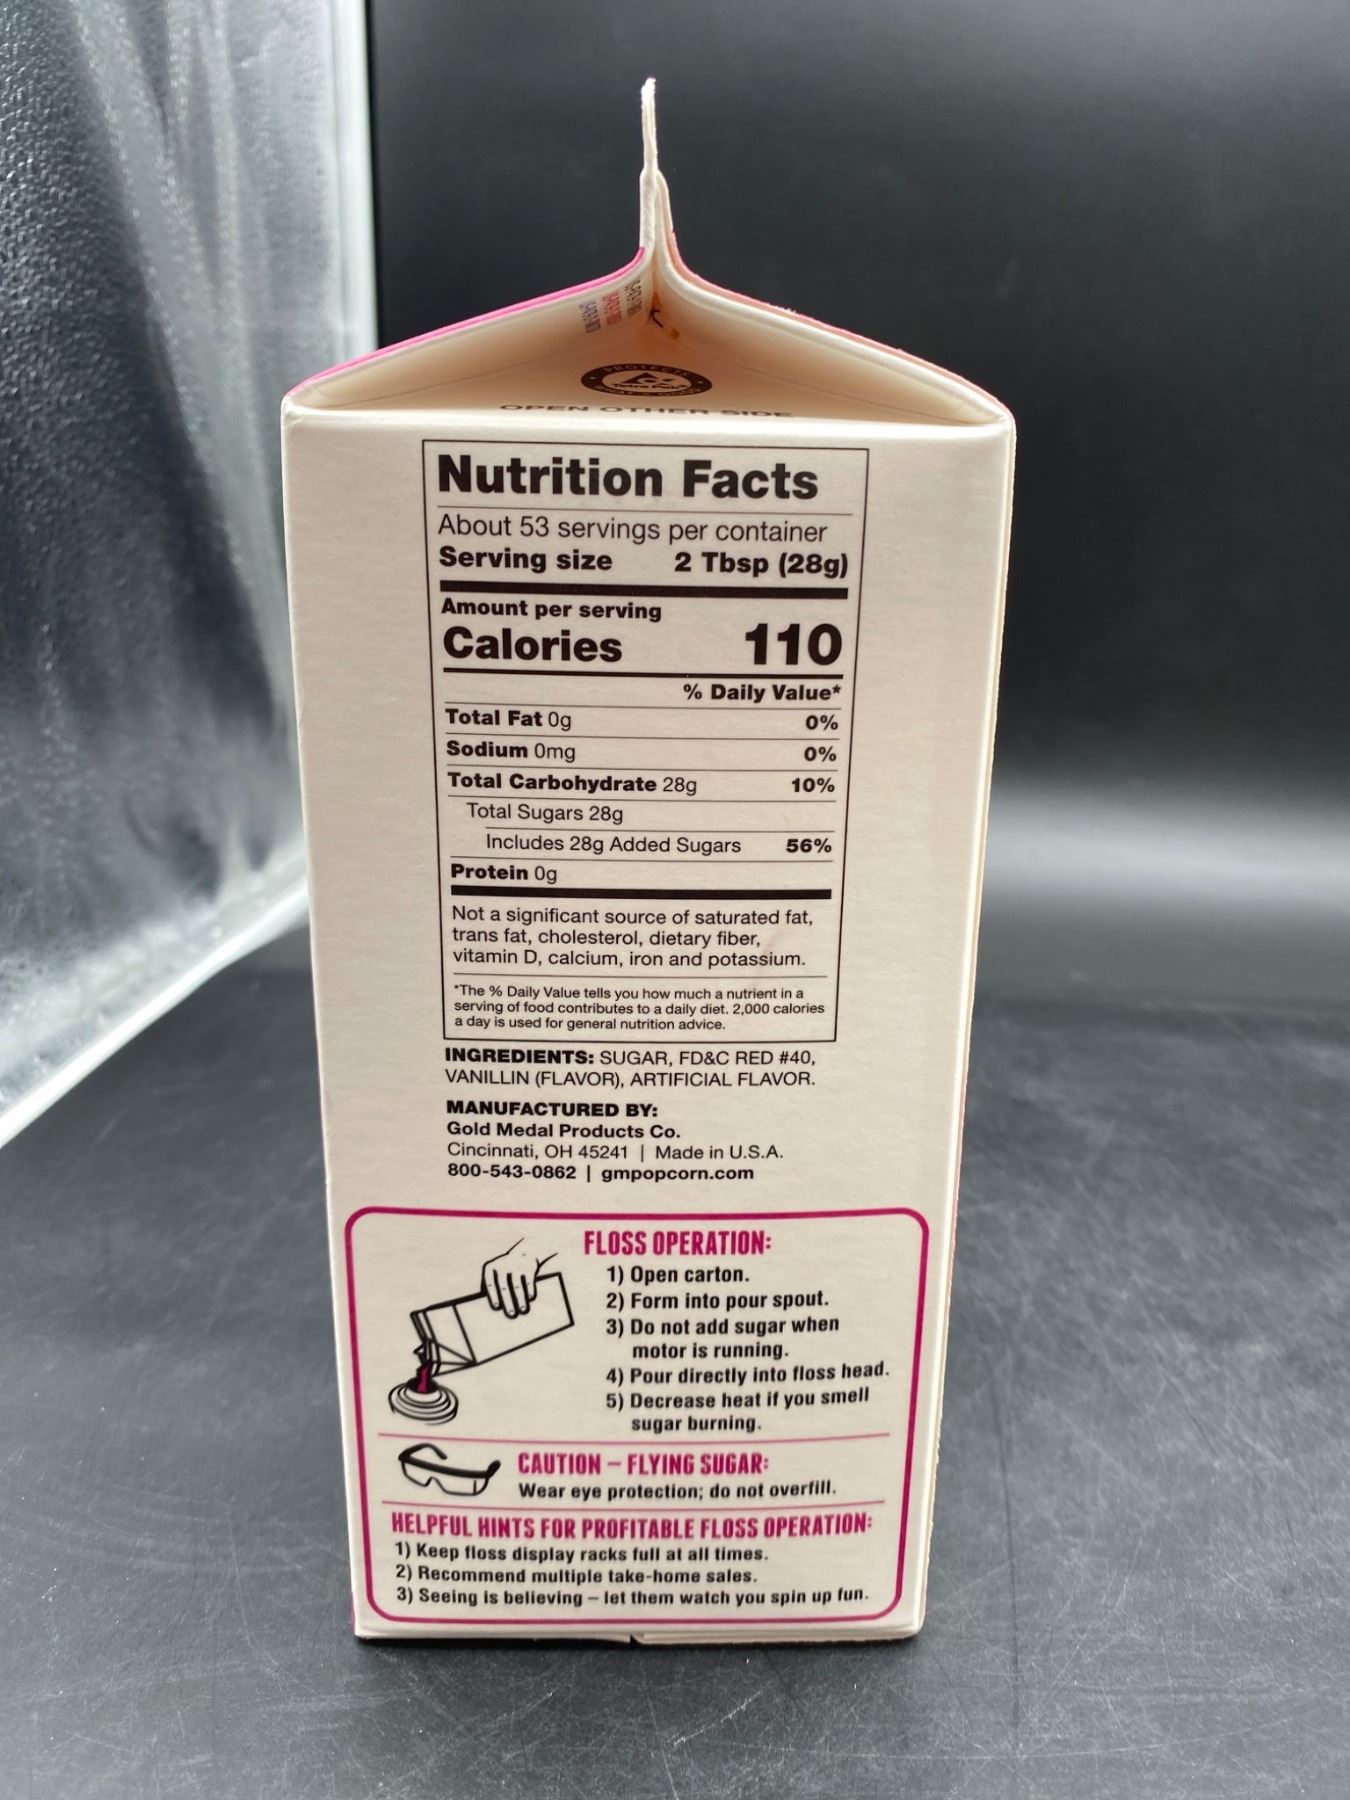 PROTECTS
Tetra Pak
OPEN OTHER SIDE
Nutrition Facts
About 53 servings per container
Serving size 2 Tbsp (28g)
Amount per serving
Calories 110
% Daily Value*
Total Fat 0g 0%
Sodium 0mg 0%
Total Carbohydrate 28g 10%
Total Sugars 28g
Includes 28g Added Sugars 56%
Protein 0g
Not a significant source of saturated fat,
trans fat, cholesterol, dietary fiber,
vitamin D, calcium, iron and potassium.
*The % Daily Value tells you how much a nutrient in a
serving of food contributes to a daily diet. 2,000 calories
a day is used for general nutrition advice.
INGREDIENTS: SUGAR, FD&C RED #40,
VANILLIN (FLAVOR), ARTIFICIAL FLAVOR.
MANUFACTURED BY:
Gold Medal Products Co.
Cincinnati, OH 45241 | Made in U.S.A.
800-543-0862 | gmpopcorn.com
FLOSS OPERATION:
1) Open carton.
2) Form into pour spout.
3) Do not add sugar when
motor is running.
4) Pour directly into floss head.
5) Decrease heat if you smell
sugar burning.
CAUTION – FLYING SUGAR:
Wear eye protection; do not overfill.
HELPFUL HINTS FOR PROFITABLE FLOSS OPERATION:
1) Keep floss display racks full at all times.
2) Recommend multiple take-home sales.
3) Seeing is believing – let them watch you spin up fun.